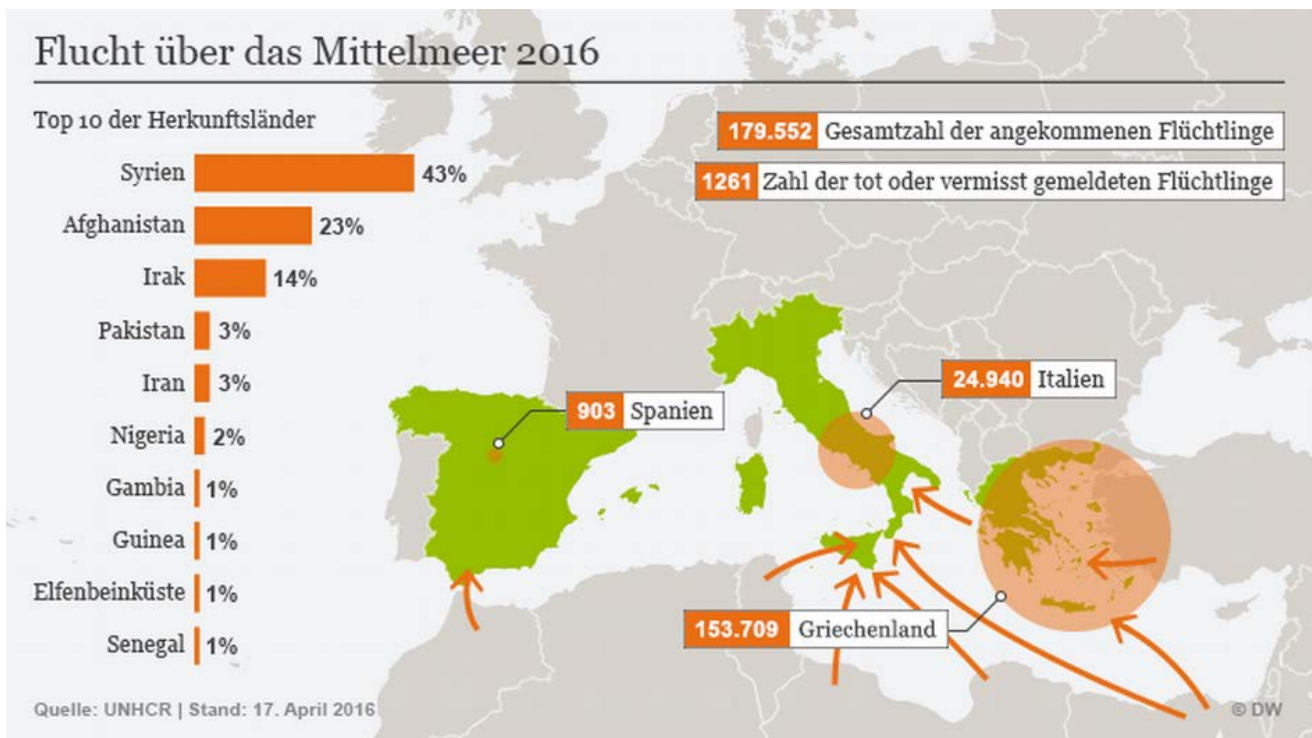 Flucht über das Mittelmeer 2016
Top 10 der Herkunftsländer
Syrien 43%
Afghanistan 23%
Irak 14%
Pakistan 3%
Iran 3%
Nigeria 2%
Gambia 1%
Guinea 1%
Elfenbeinküste 1%
Senegal 1%
179.552 Gesamtzahl der angekommenen Flüchtlinge
1261 Zahl der tot oder vermisst gemeldeten Flüchtlinge
24.940 Italien
903 Spanien
153.709 Griechenland
Quelle: UNHCR | Stand: 17. April 2016
© DW